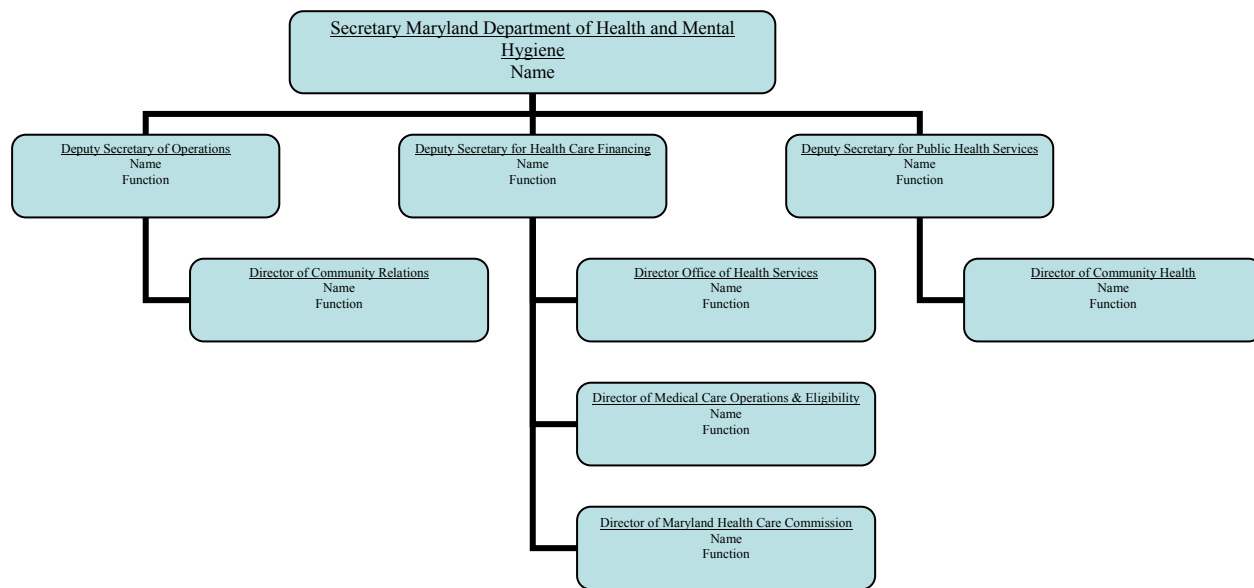 Secretary Maryland Department of Health and Mental
Hygiene
Name
Deputy Secretary of Operations
Name
Function
Deputy Secretary for Health Care Financing
Name
Function
Deputy Secretary for Public Health Services
Name
Function
Director of Community Relations
Name
Function
Director Office of Health Services
Name
Function
Director of Community Health
Name
Function
Director of Medical Care Operations & Eligibility
Name
Function
Director of Maryland Health Care Commission
Name
Function